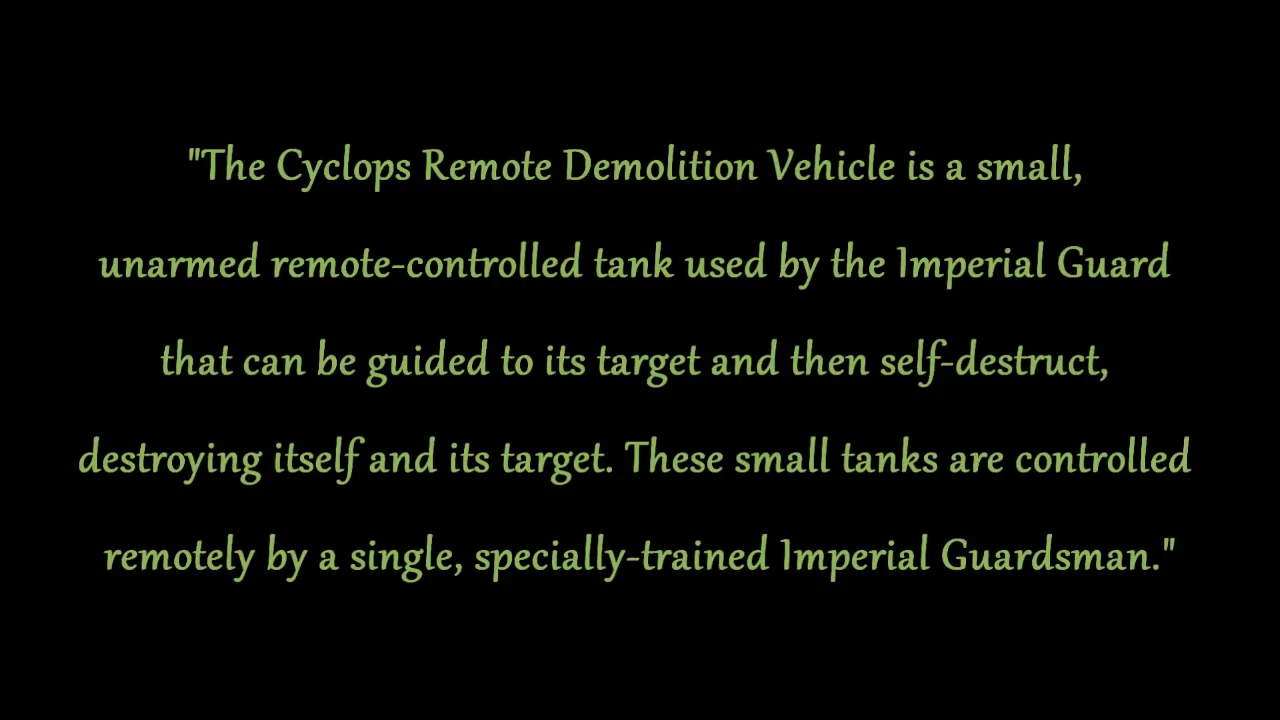 "The Cyclops Remote Demolition Vehicle is a small,
unarmed remote-controlled tank used by the Imperial Guard
that can be guided to its target and then self-destruct,
destroying itself and its target. These small tanks are controlled
remotely by a single, specially-trained Imperial Guardsman."